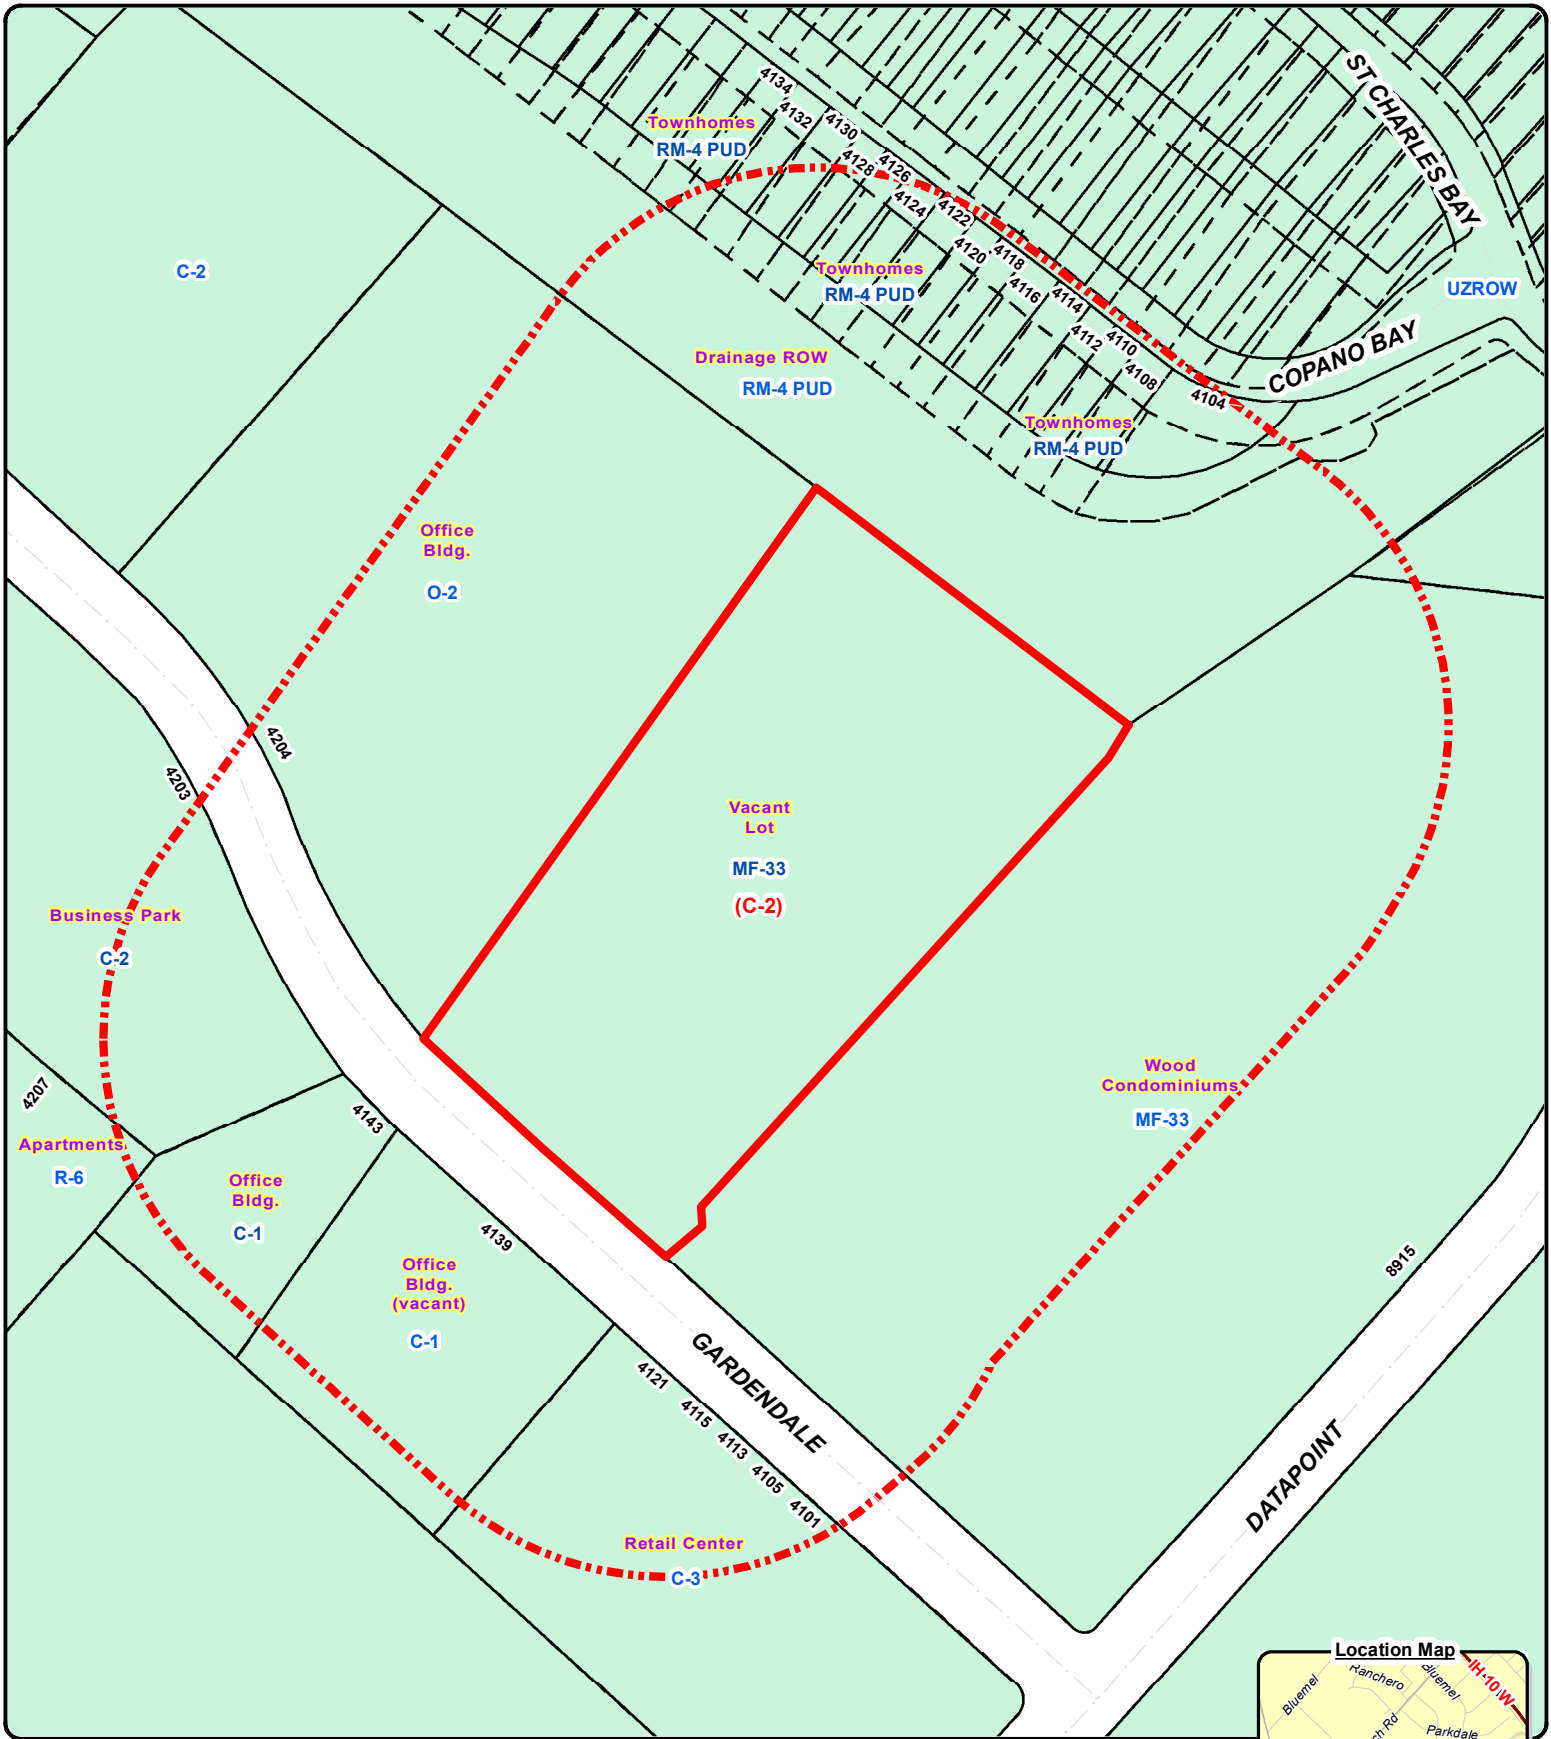 4134
4132
4130
4128
4126
4124
4122
4120
4118
4116
4114
4112
4110
4108
4104
ST CHARLES BAY
COPANO BAY
UZROW
Townhomes
RM-4 PUD
Townhomes
RM-4 PUD
Drainage ROW
RM-4 PUD
Townhomes
RM-4 PUD
C-2
Office
Bldg.
O-2
4204
4203
Vacant
Lot
MF-33
(C-2)
Business Park
C-2
4207
Apartments
R-6
4143
Office
Bldg.
C-1
4139
Office
Bldg.
(vacant)
C-1
Wood
Condominiums
MF-33
8915
GARDENDALE
DATAPOINT
4121
4115
4113
4105
4101
Retail Center
C-3
Location Map
Bluemel
Ranchero
Bluemel
IH 10 W
ch Rd
Parkdale